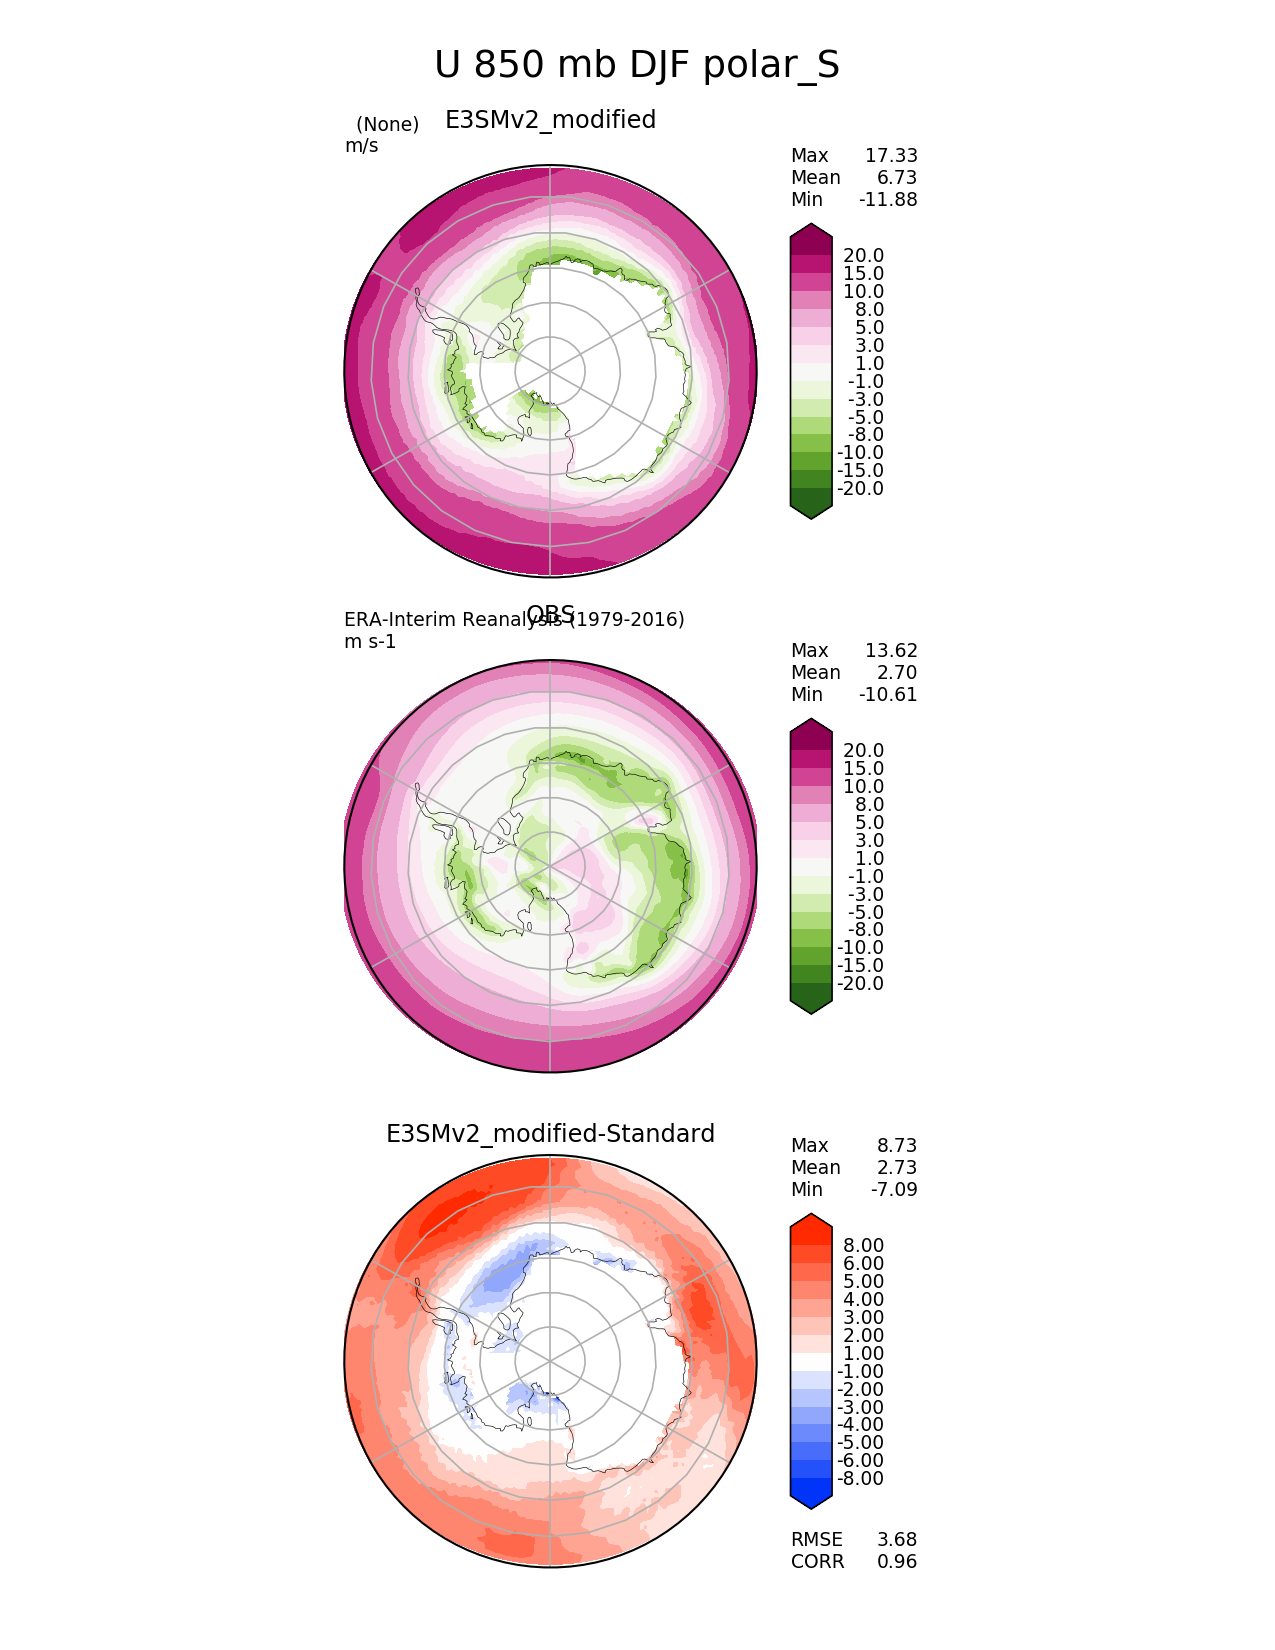 U 850 mb DJF polar_S
E3SMv2_modified
(None)
m/s
Max 17.33
Mean 6.73
Min -11.88
20.0
15.0
10.0
8.0
5.0
3.0
1.0
-1.0
-3.0
-5.0
-8.0
-10.0
-15.0
-20.0
OBS
ERA-Interim Reanalysis (1979-2016)
m s-1
Max 13.62
Mean 2.70
Min -10.61
20.0
15.0
10.0
8.0
5.0
3.0
1.0
-1.0
-3.0
-5.0
-8.0
-10.0
-15.0
-20.0
E3SMv2_modified-Standard
Max 8.73
Mean 2.73
Min -7.09
8.00
6.00
5.00
4.00
3.00
2.00
1.00
-1.00
-2.00
-3.00
-4.00
-5.00
-6.00
-8.00
RMSE 3.68
CORR 0.96